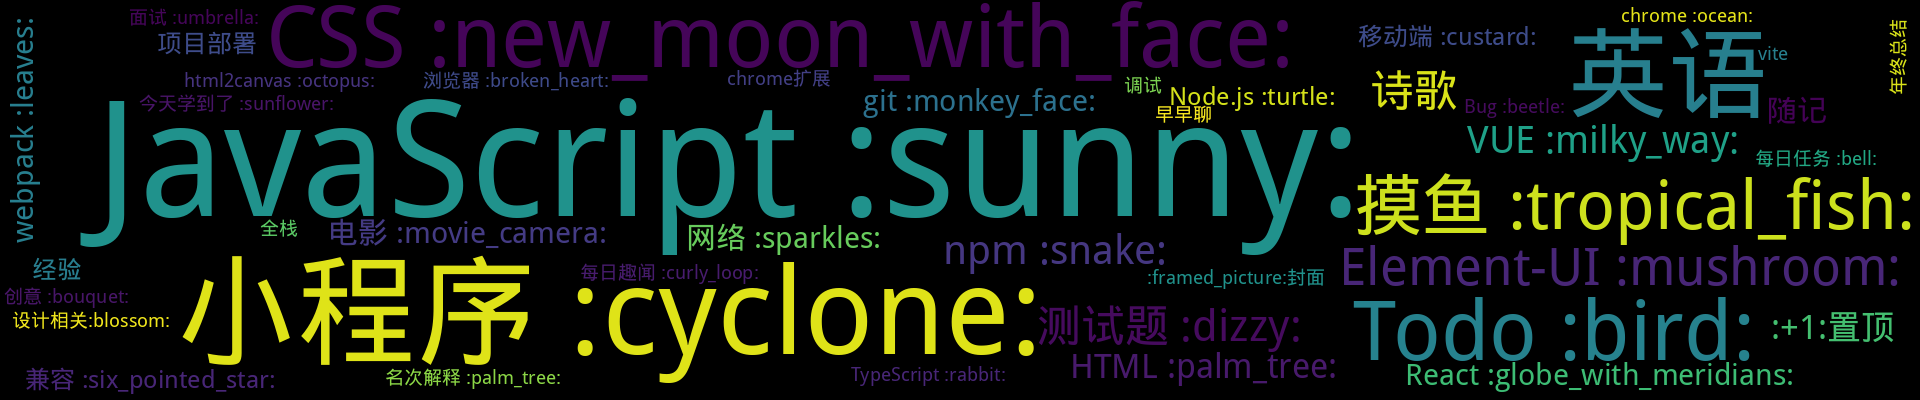 webpack :leaves:
面试 :umbrella:
项目部署
CSS :new_moon_with_face:
移动端 :custard:
chrome :ocean:
英语
vite
年终总结
html2canvas :octopus:
浏览器 :broken_heart:
chrome扩展
今天学到了 :sunflower:
git :monkey_face:
调试
Node.js :turtle:
早早聊
诗歌
Bug :beetle:
随记
JavaScript :sunny:
VUE :milky_way:
每日任务 :bell:
摸鱼 :tropical_fish:
全栈
电影 :movie_camera:
网络 :sparkles:
npm :snake:
经验
每日趣闻 :curly_loop:
:framed_picture:封面
Element-UI :mushroom:
创意 :bouquet:
设计相关:blossom:
小程序 :cyclone:
测试题 :dizzy:
Todo :bird:
:+1:置顶
兼容 :six_pointed_star:
名次解释 :palm_tree:
TypeScript :rabbit:
HTML :palm_tree:
React :globe_with_meridians: